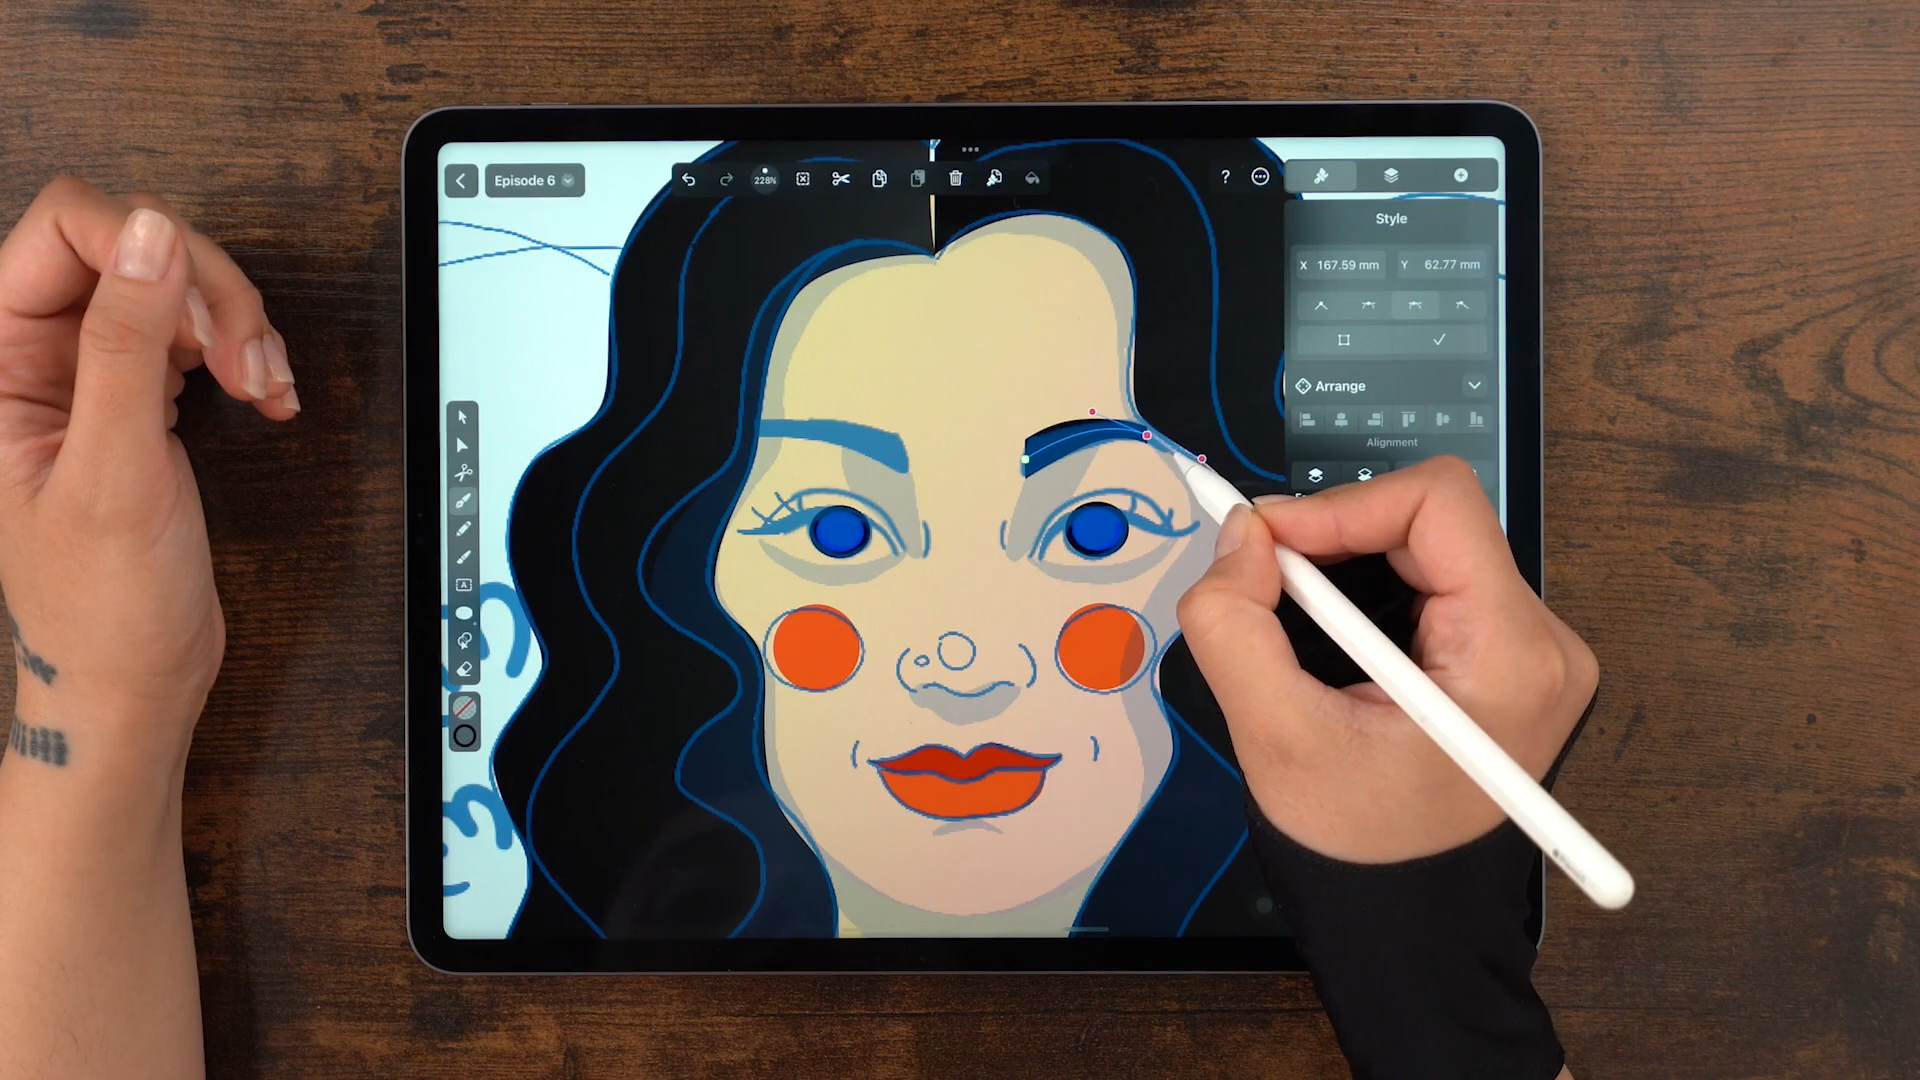 Episode 6
228%
?
Style
X 167.59 mm Y 62.77 mm
Arrange
Alignment
A